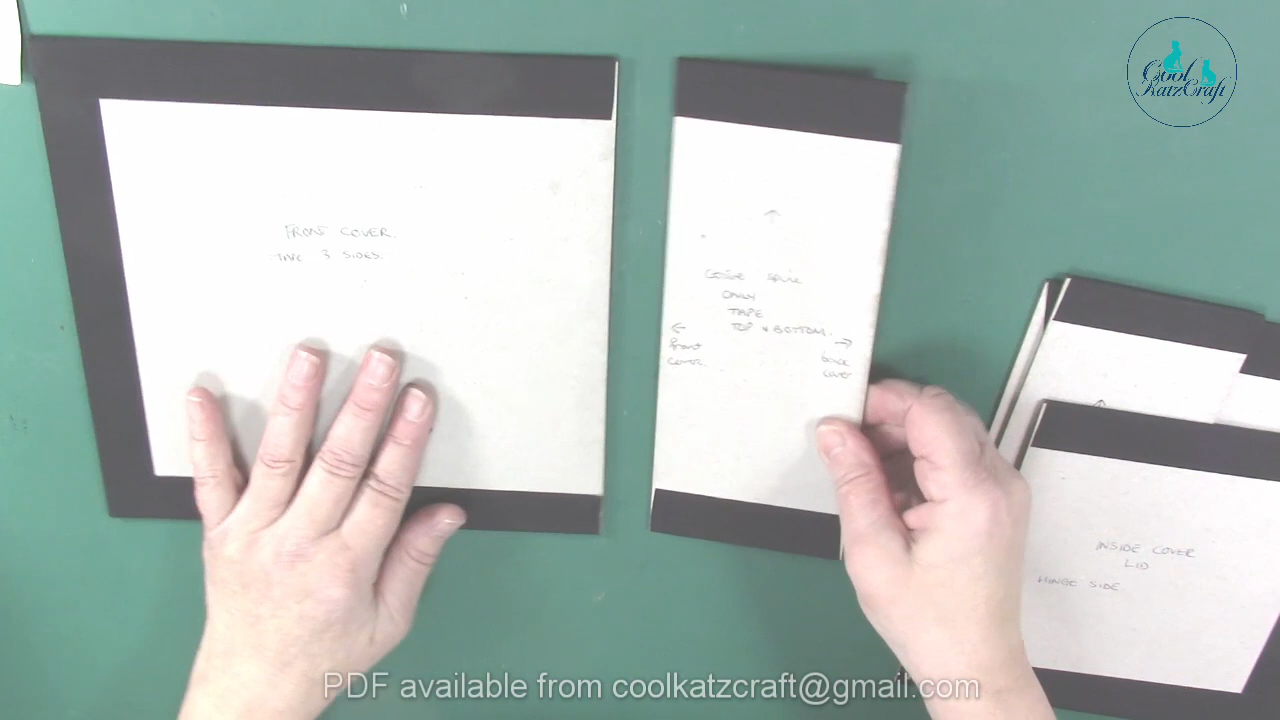 Cool
KatzCraft
FRONT COVER.
TAPE 3 SIDES.
spine
ONLY
TAPE
TOP & BOTTOM.
front
cover.
back
cover
INSIDE COVER
LID
HINGE SIDE
PDF available from coolkatzcraft@gmail.com